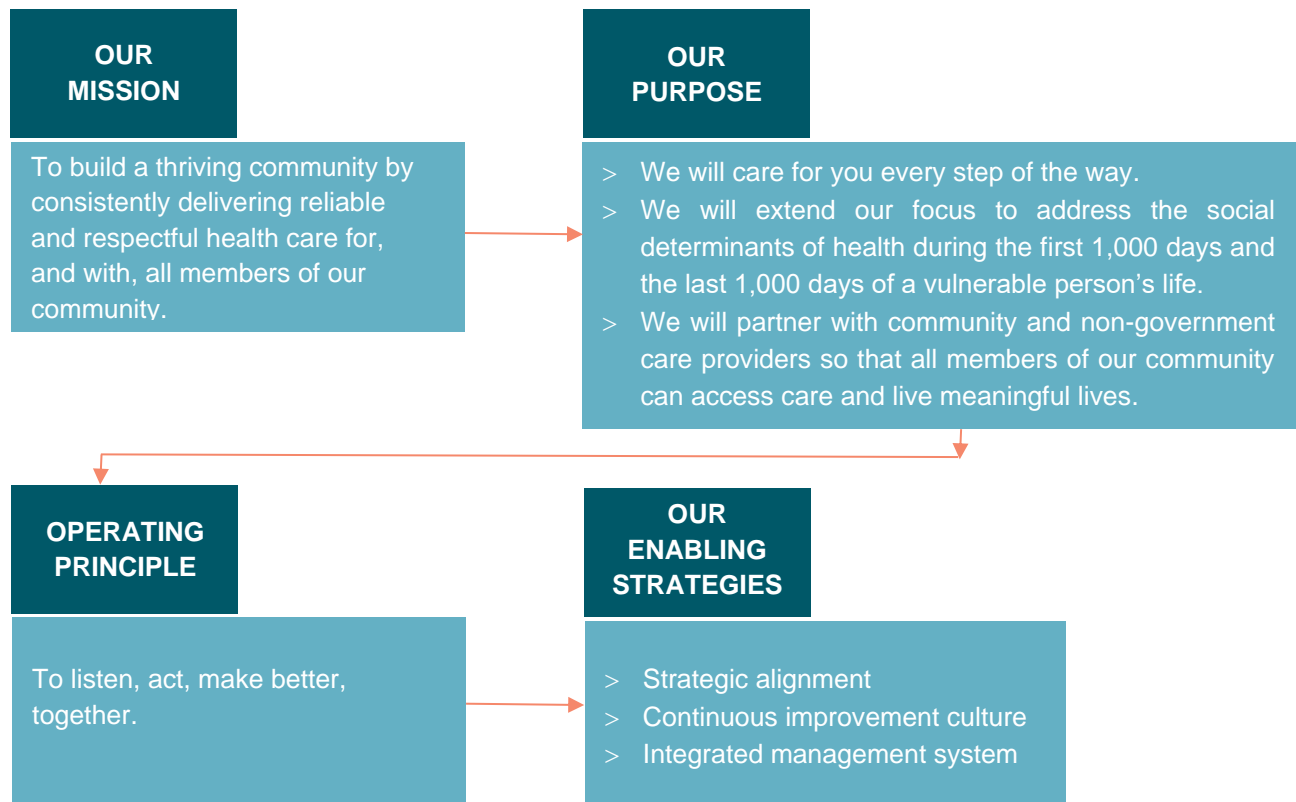 OUR
MISSION
To build a thriving community by
consistently delivering reliable
and respectful health care for,
and with, all members of our
community.
OUR
PURPOSE
> We will care for you every step of the way.
> We will extend our focus to address the social
determinants of health during the first 1,000 days and
the last 1,000 days of a vulnerable person’s life.
> We will partner with community and non-government
care providers so that all members of our community
can access care and live meaningful lives.
OPERATING
PRINCIPLE
To listen, act, make better,
together.
OUR
ENABLING
STRATEGIES
> Strategic alignment
> Continuous improvement culture
> Integrated management system